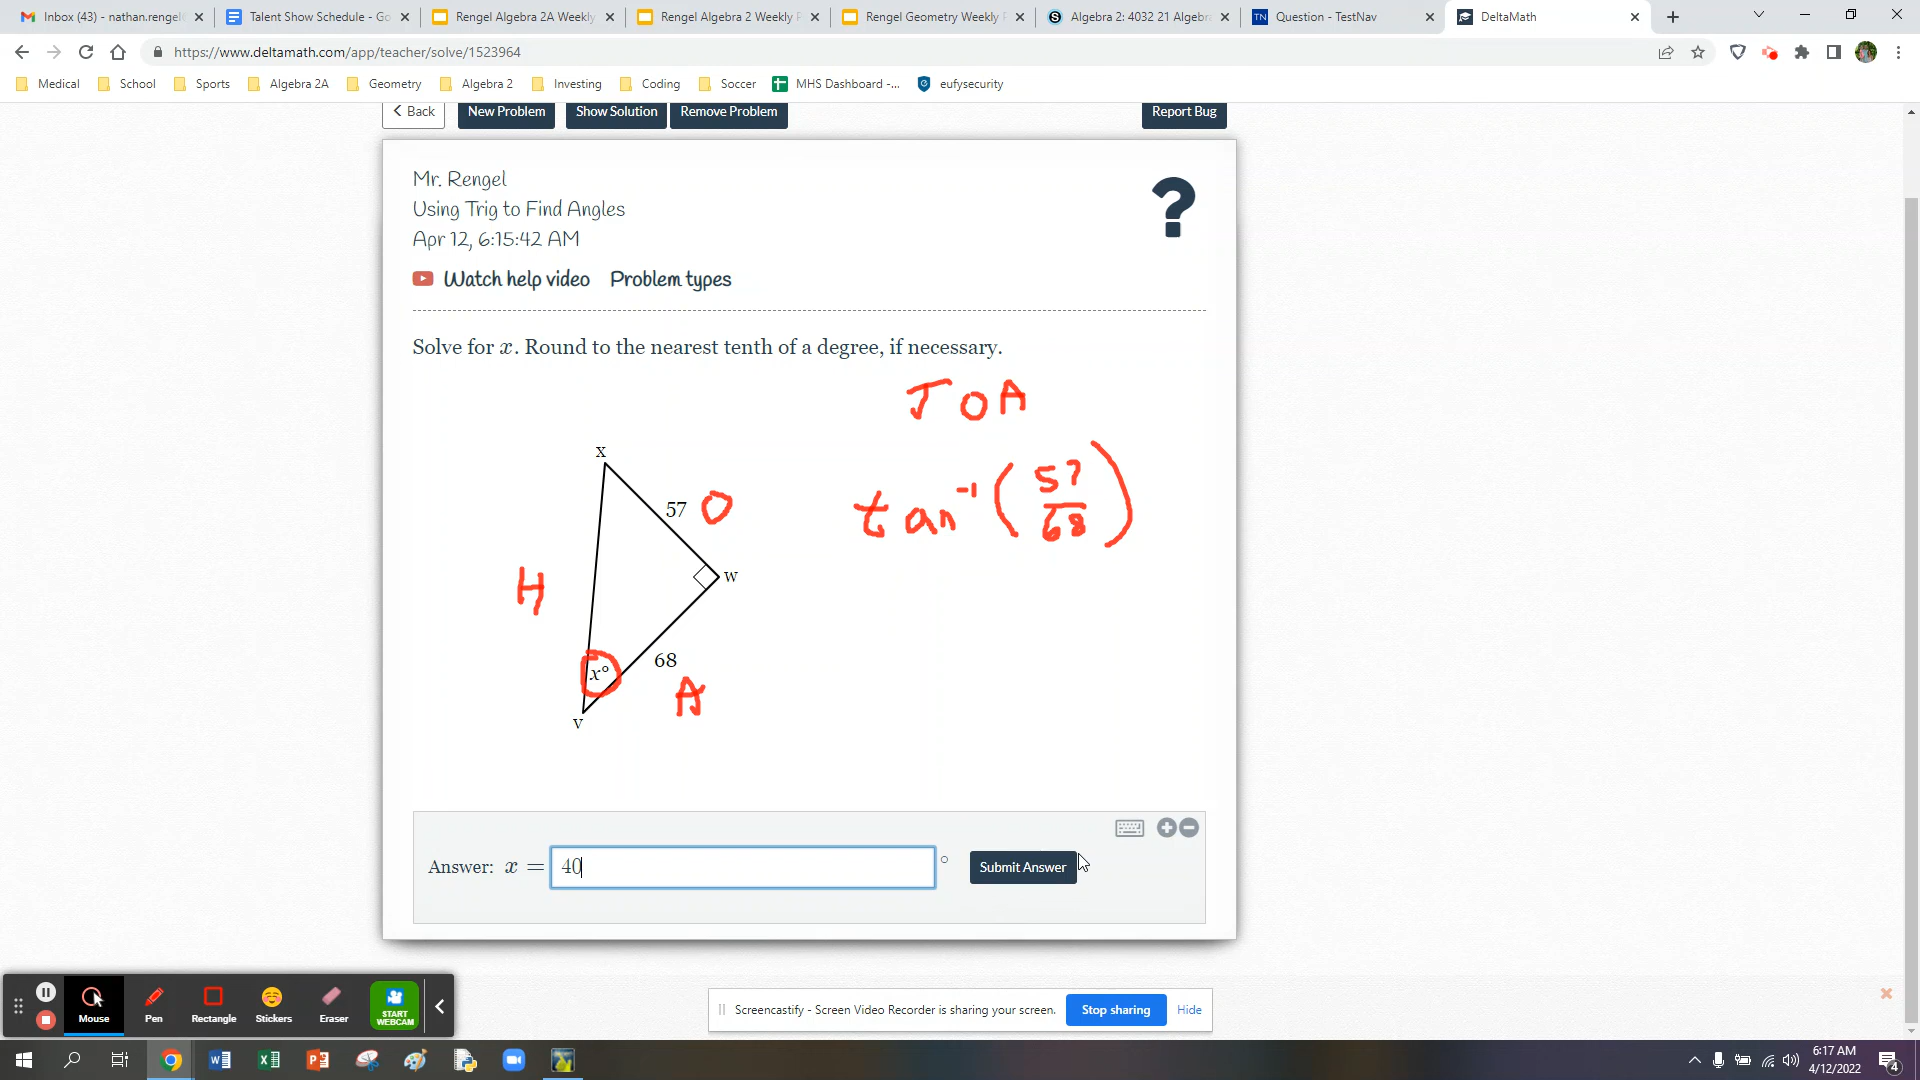 Inbox (43) - nathan.rengel
Talent Show Schedule - Go
Rengel Algebra 2A Weekly
Rengel Algebra 2 Weekly P
Rengel Geometry Weekly
Algebra 2: 4032 21 Algebra
TN Question - TestNav
DeltaMath
https://www.deltamath.com/app/teacher/solve/1523964
Medical School Sports Algebra 2A Geometry Algebra 2 Investing Coding Soccer MHS Dashboard -... eufysecurity
Back New Problem Show Solution Remove Problem Report Bug
Mr. Rengel
Using Trig to Find Angles
Apr 12, 6:15:42 AM
?
Watch help video Problem types
Solve for x. Round to the nearest tenth of a degree, if necessary.
TOA
tan⁻¹(57/68)
X
57 O
W
H
68
x°
A
V
Answer: x = 40 ° Submit Answer
Mouse Pen Rectangle Stickers Eraser START WEBCAM
Screencastify - Screen Video Recorder is sharing your screen. Stop sharing Hide
6:17 AM
4/12/2022
4